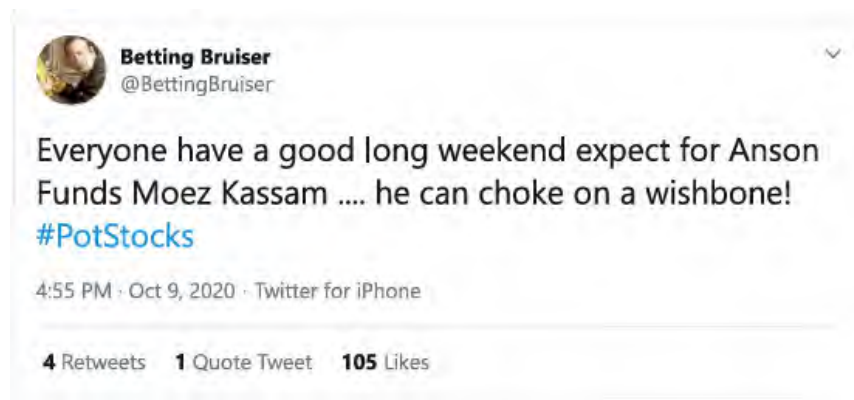 Betting Bruiser
@BettingBruiser
Everyone have a good long weekend expect for Anson
Funds Moez Kassam .... he can choke on a wishbone!
#PotStocks
4:55 PM · Oct 9, 2020 · Twitter for iPhone
4 Retweets 1 Quote Tweet 105 Likes